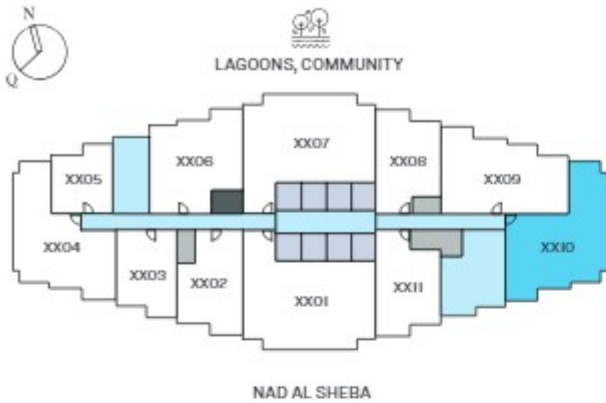 N
Q
LAGOONS, COMMUNITY
XX07
XX06
XX08
XX05
XX09
XX04
XX10
XX03
XX02
XX01
XX11
NAD AL SHEBA